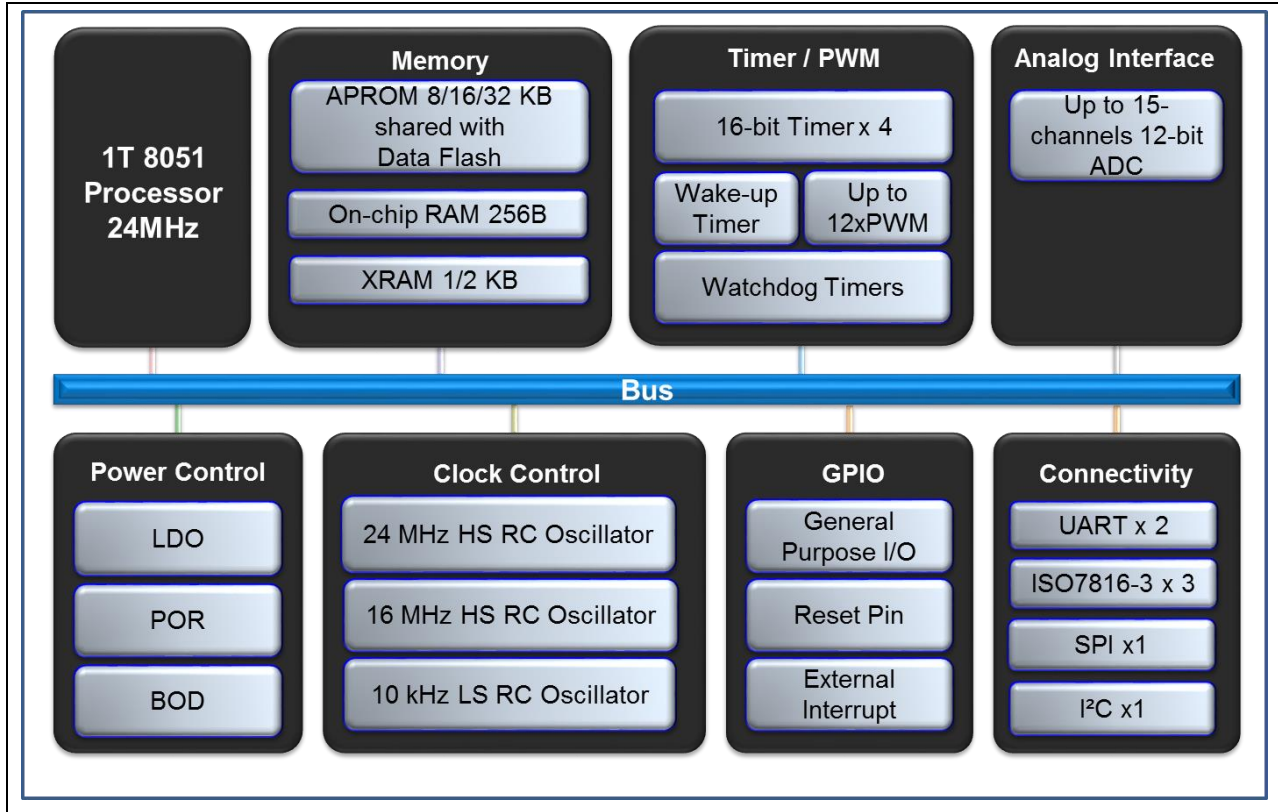 1T 8051
Processor
24MHz
Memory
APROM 8/16/32 KB
shared with
Data Flash
On-chip RAM 256B
XRAM 1/2 KB
Timer / PWM
16-bit Timer x 4
Wake-up
Timer
Up to
12xPWM
Watchdog Timers
Analog Interface
Up to 15-
channels 12-bit
ADC
Bus
Power Control
LDO
POR
BOD
Clock Control
24 MHz HS RC Oscillator
16 MHz HS RC Oscillator
10 kHz LS RC Oscillator
GPIO
General
Purpose I/O
Reset Pin
External
Interrupt
Connectivity
UART x 2
ISO7816-3 x 3
SPI x1
I²C x1